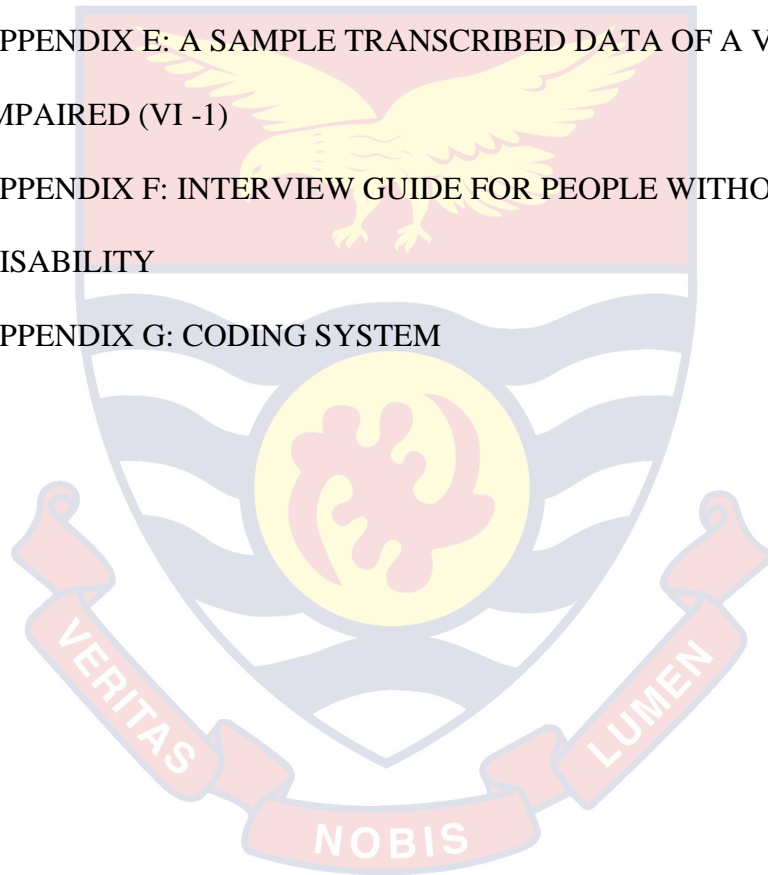 PPENDIX E: A SAMPLE TRANSCRIBED DATA OF A V
MPAIRED (VI -1)
PPENDIX F: INTERVIEW GUIDE FOR PEOPLE WITHO
ISABILITY
PPENDIX G: CODING SYSTEM
VERITAS
NOBIS
LUMEN